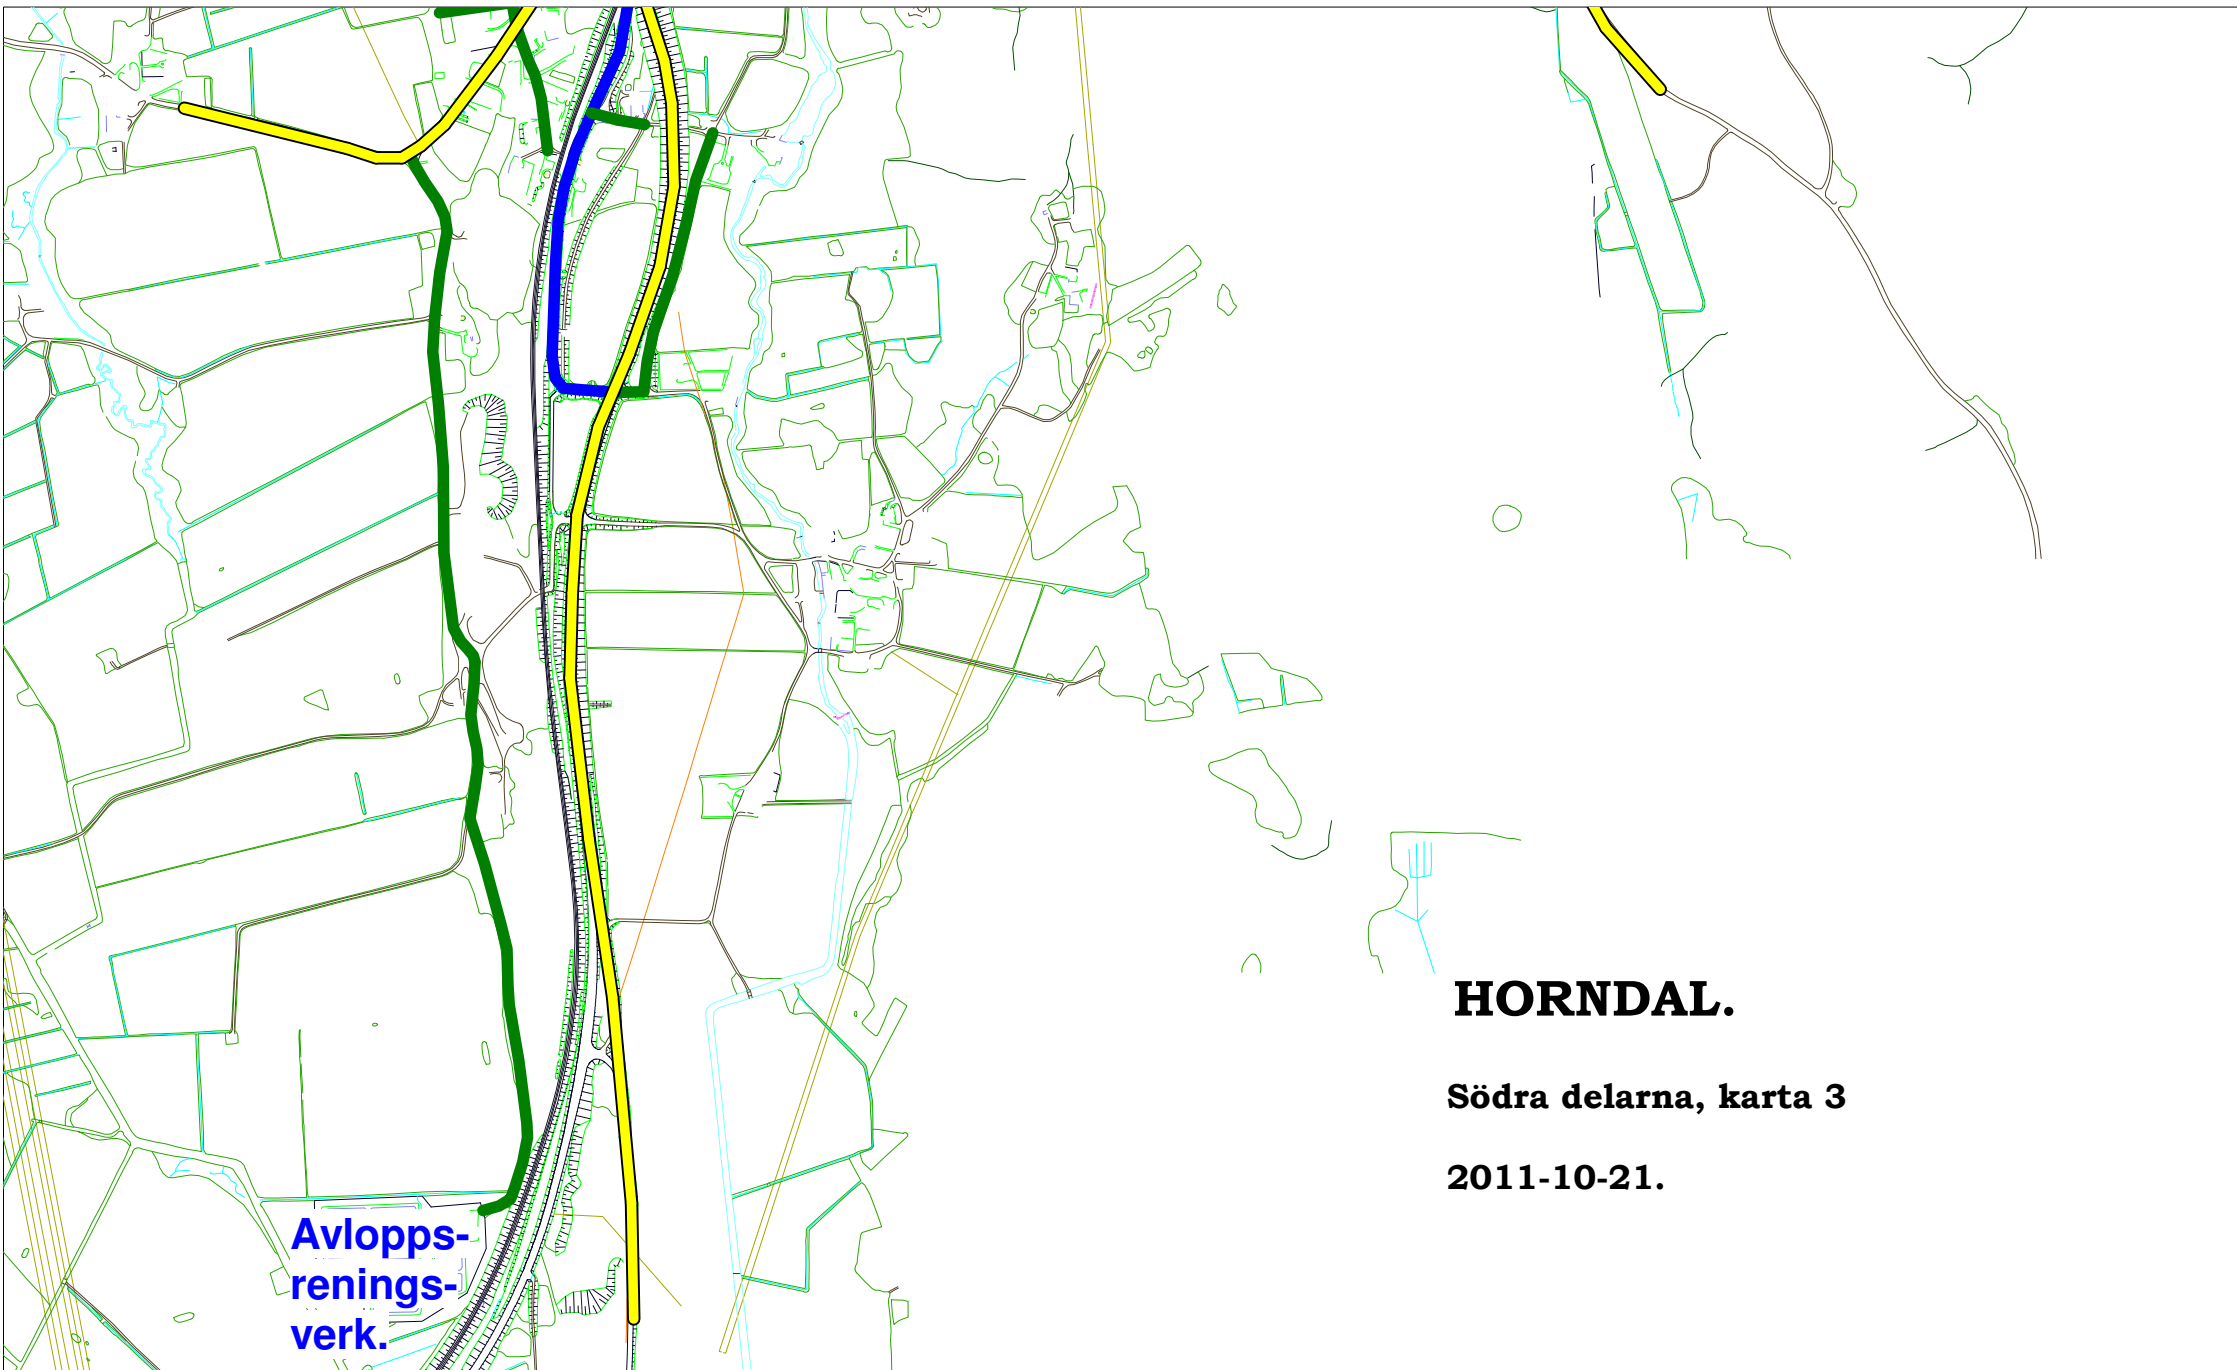 HORNDAL.
Södra delarna, karta 3
2011-10-21.
Avlopps-
renings-
verk.